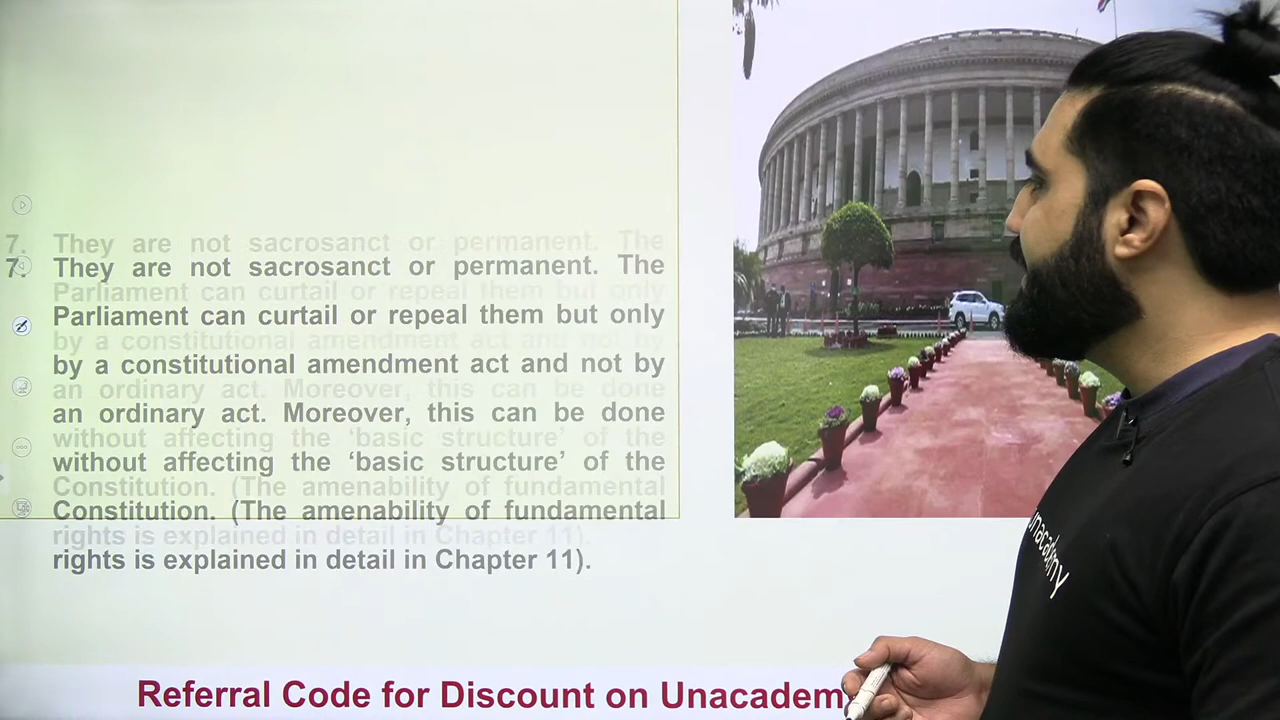 7. They are not sacrosanct or permanent. The
Parliament can curtail or repeal them but only
by a constitutional amendment act and not by
an ordinary act. Moreover, this can be done
without affecting the ‘basic structure’ of the
Constitution. (The amenability of fundamental
rights is explained in detail in Chapter 11).
Referral Code for Discount on Unacadem
unacademy